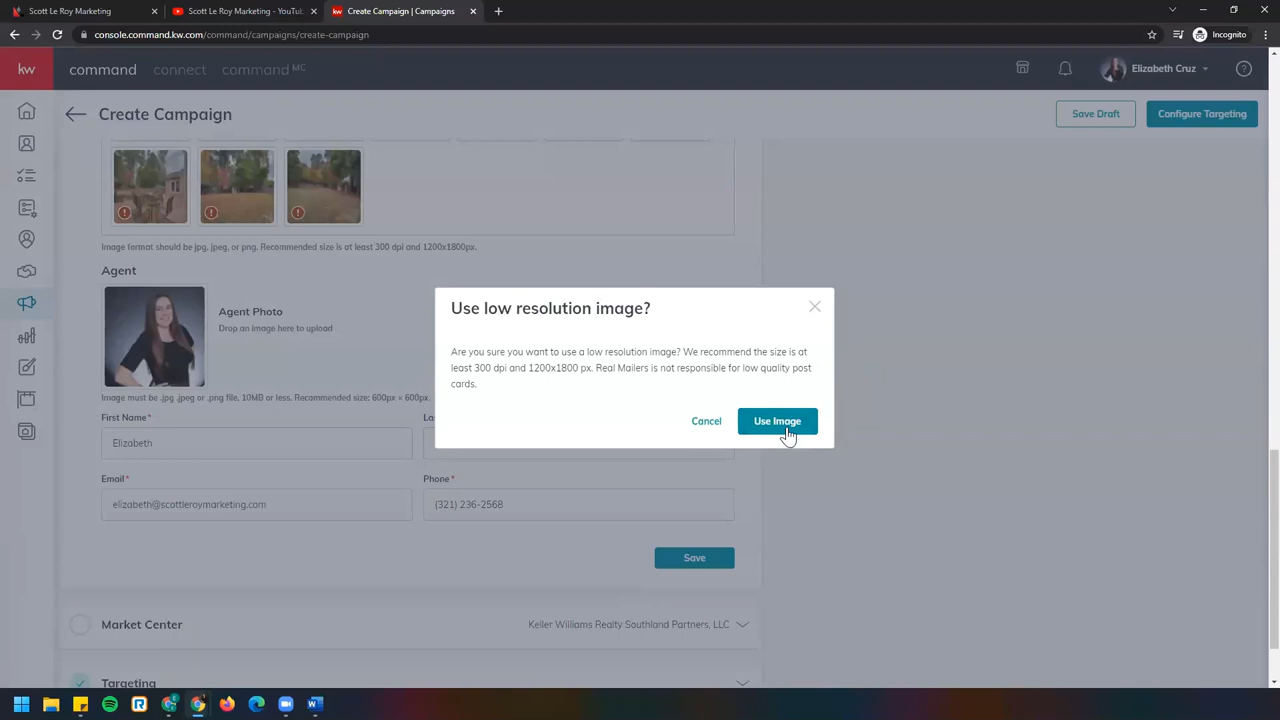 Scott Le Roy Marketing
Scott Le Roy Marketing - YouTub
Create Campaign | Campaigns
console.command.kw.com/command/campaigns/create-campaign
Incognito
kw
command
connect
command MC
Elizabeth Cruz
Create Campaign
Save Draft
Configure Targeting
Image format should be jpg, jpeg, or png. Recommended size is at least 300 dpi and 1200x1800px.
Agent
Agent Photo
Drop an image here to upload
Image must be .jpg .jpeg or .png file, 10MB or less. Recommended size: 600px × 600px.
Use low resolution image?
Are you sure you want to use a low resolution image? We recommend the size is at
least 300 dpi and 1200x1800 px. Real Mailers is not responsible for low quality post
cards.
Cancel
Use Image
First Name*
La
Elizabeth
Email*
Phone*
elizabeth@scottleroymarketing.com
(321) 236-2568
Save
Market Center
Keller Williams Realty Southland Partners, LLC
Targeting